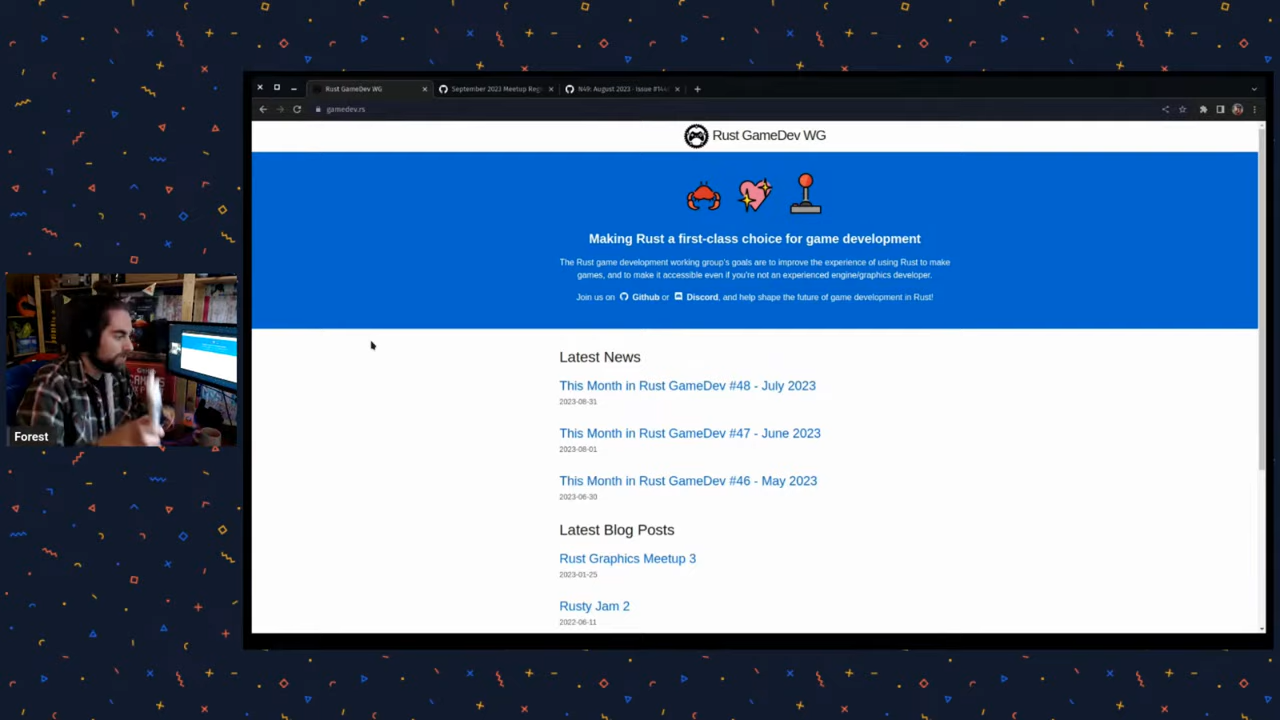 Rust GameDev WG
September 2023 Meetup Reg
N49: August 2023 · Issue #144
gamedev.rs
Rust GameDev WG
Making Rust a first-class choice for game development
The Rust game development working group's goals are to improve the experience of using Rust to make
games, and to make it accessible even if you're not an experienced engine/graphics developer.
Join us on Github or Discord, and help shape the future of game development in Rust!
Latest News
This Month in Rust GameDev #48 - July 2023
2023-08-31
This Month in Rust GameDev #47 - June 2023
2023-08-01
This Month in Rust GameDev #46 - May 2023
2023-06-30
Latest Blog Posts
Rust Graphics Meetup 3
2023-01-25
Rusty Jam 2
2022-06-11
Forest